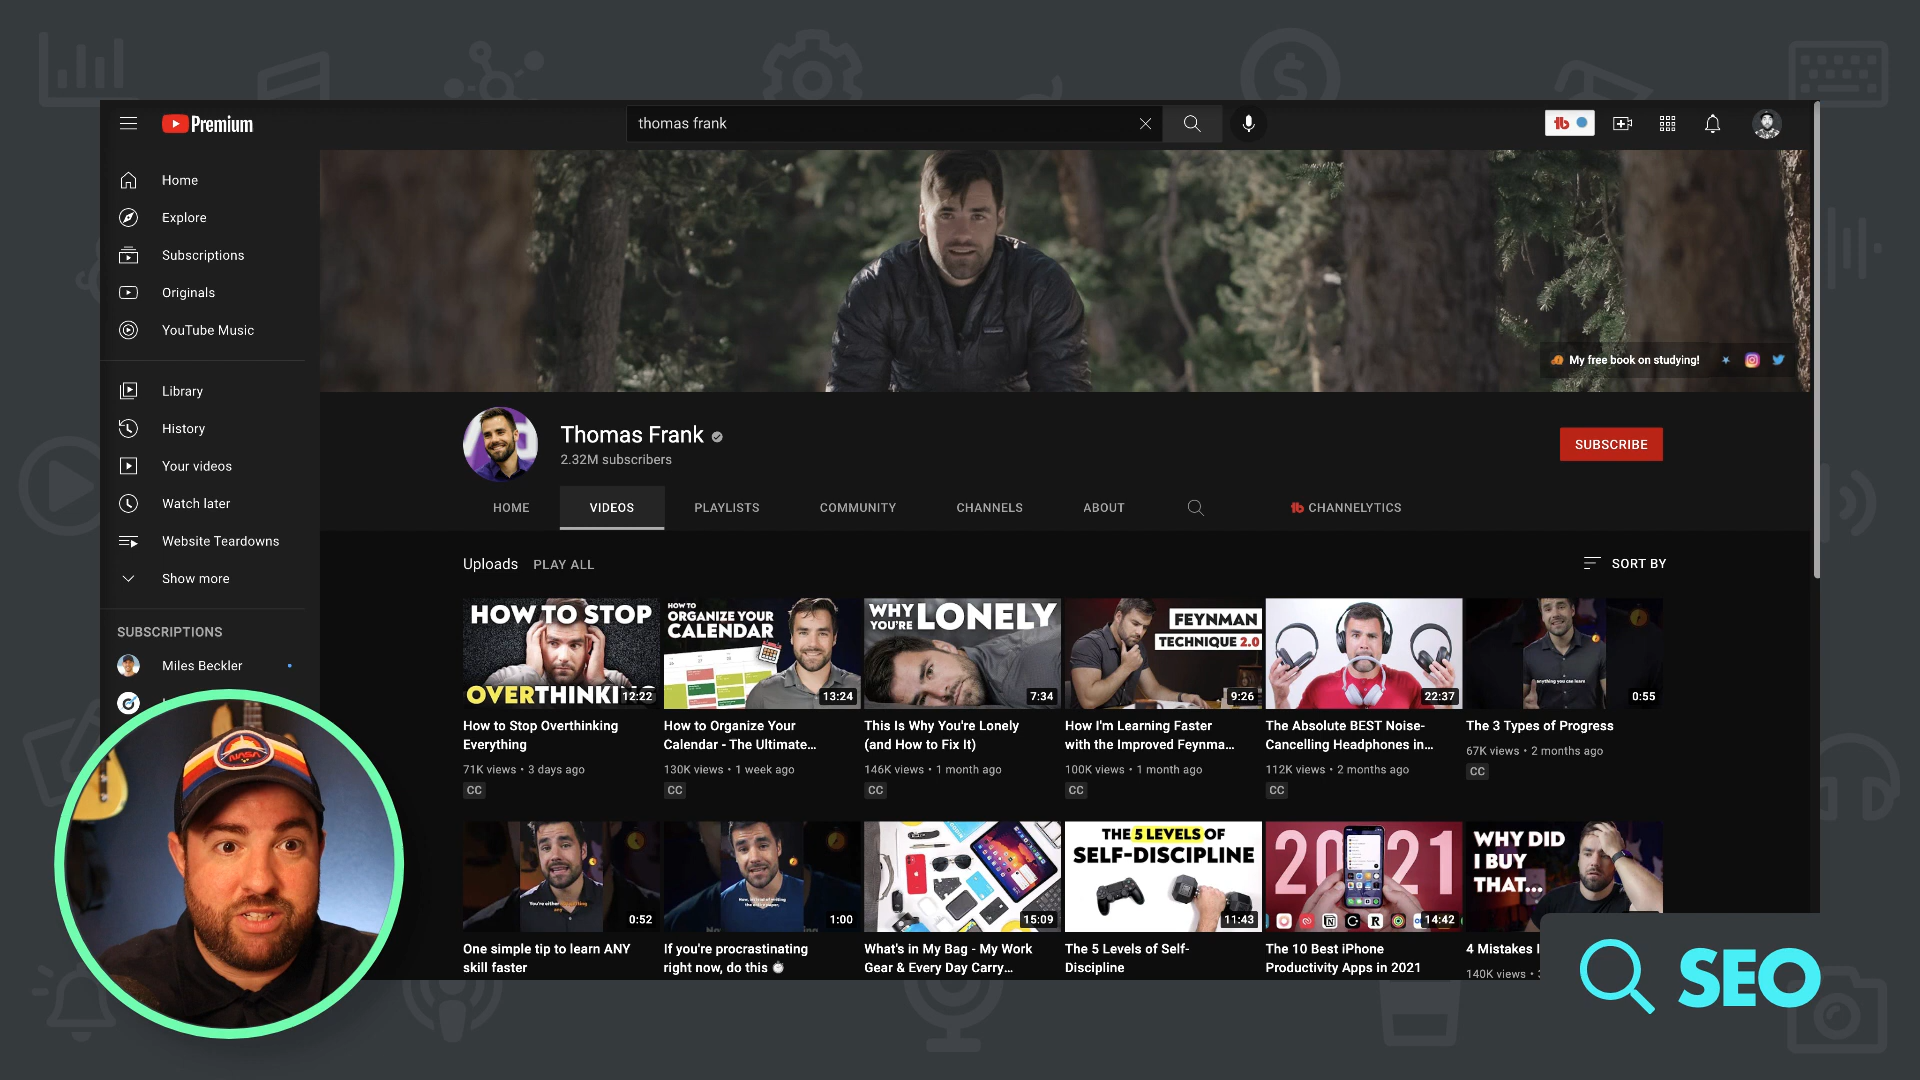 Premium
thomas frank
Home
Explore
Subscriptions
Originals
YouTube Music
Library
History
Your videos
Watch later
Website Teardowns
Show more
SUBSCRIPTIONS
Miles Beckler
NASA
My free book on studying!
Thomas Frank
2.32M subscribers
SUBSCRIBE
HOME VIDEOS PLAYLISTS COMMUNITY CHANNELS ABOUT tb CHANNELYTICS
Uploads PLAY ALL
SORT BY
HOW TO STOP
OVERTHINKING
12:22
How to Stop Overthinking
Everything
71K views • 3 days ago
CC
HOW TO
ORGANIZE YOUR
CALENDAR
13:24
How to Organize Your
Calendar - The Ultimate...
130K views • 1 week ago
CC
WHY
YOU'RE LONELY
7:34
This Is Why You're Lonely
(and How to Fix It)
146K views • 1 month ago
CC
FEYNMAN
TECHNIQUE 2.0
9:26
How I'm Learning Faster
with the Improved Feynma...
100K views • 1 month ago
CC
22:37
The Absolute BEST Noise-
Cancelling Headphones in...
112K views • 2 months ago
CC
anything you can learn
0:55
The 3 Types of Progress
67K views • 2 months ago
CC
0:52
One simple tip to learn ANY
skill faster
1:00
If you're procrastinating
right now, do this
15:09
What's in My Bag - My Work
Gear & Every Day Carry...
THE 5 LEVELS OF
SELF-DISCIPLINE
11:43
The 5 Levels of Self-
Discipline
2021
14:42
The 10 Best iPhone
Productivity Apps in 2021
WHY DID
I BUY
THAT...
4 Mistakes I
140K views •
SEO